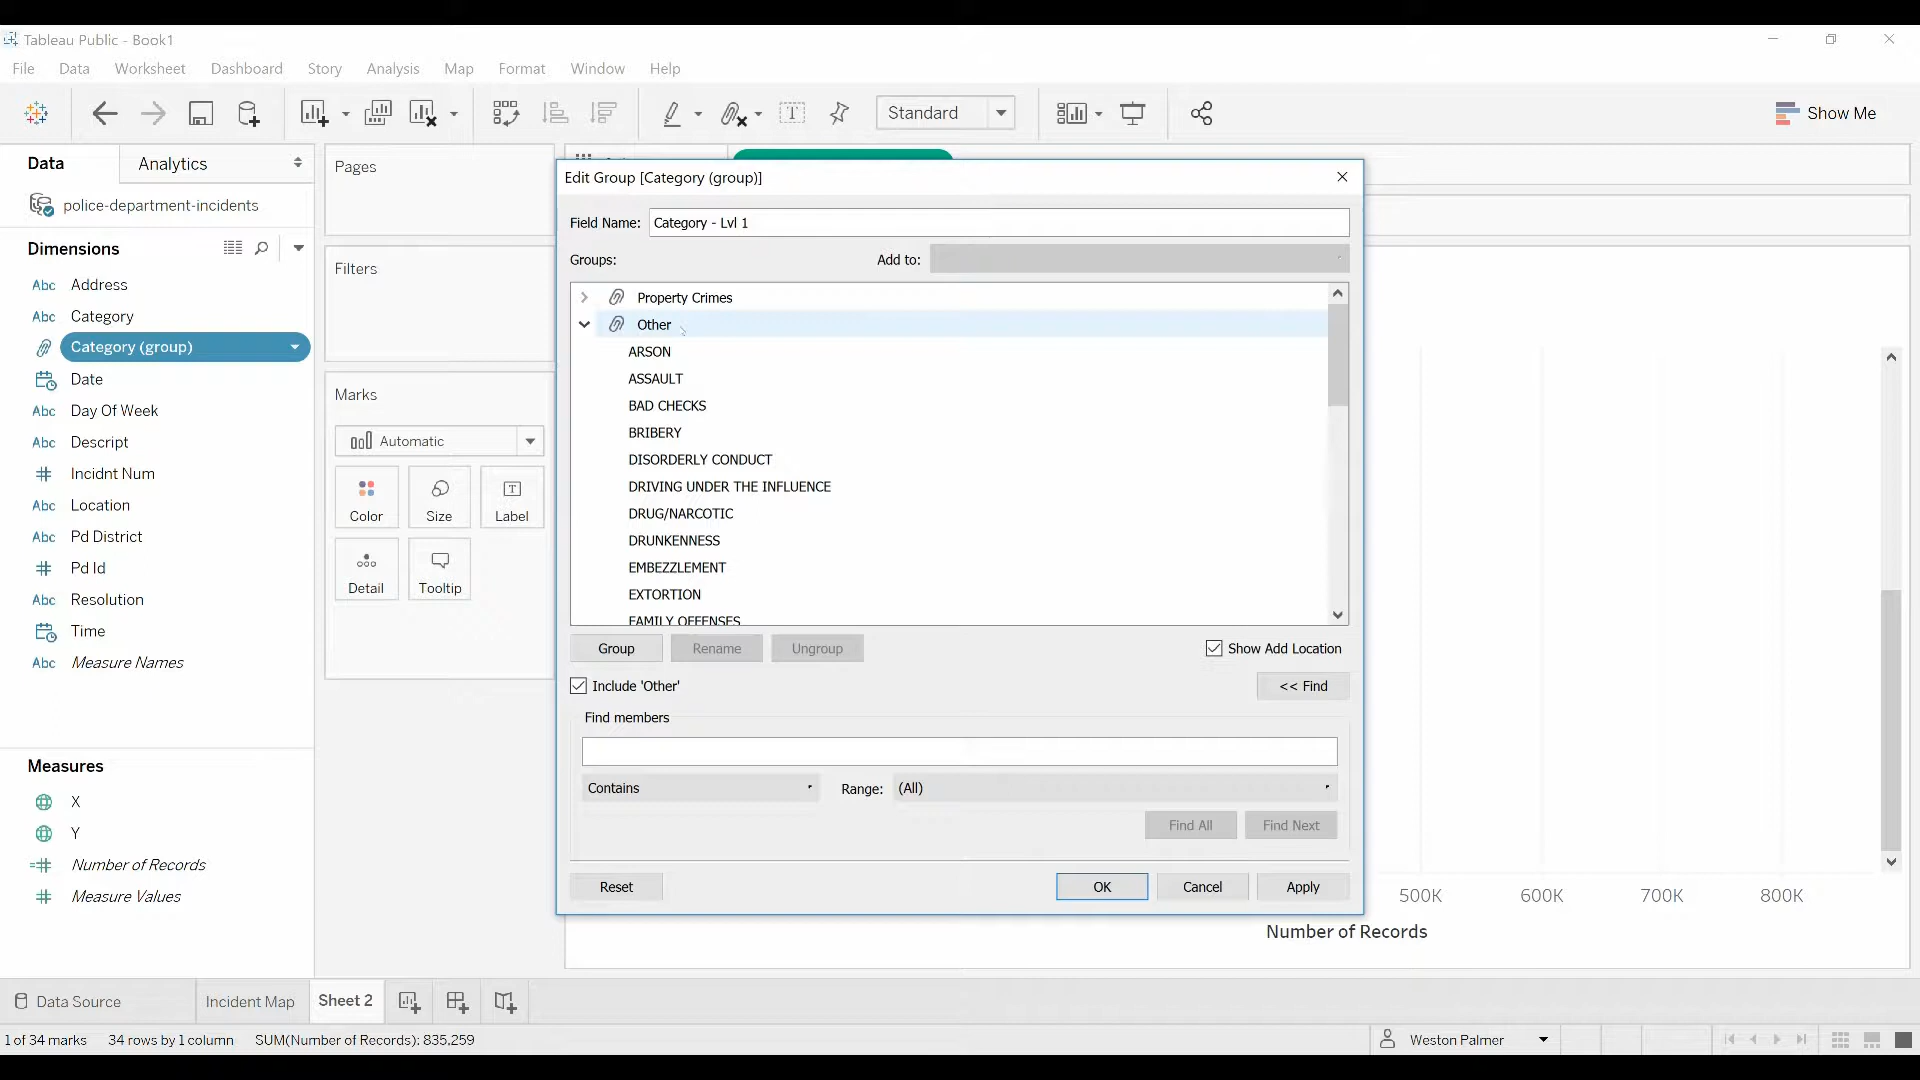 Tableau Public - Book1
File Data Worksheet Dashboard Story Analysis Map Format Window Help
Standard
Show Me
Data
Analytics
police-department-incidents
Dimensions
Abc Address
Abc Category
Category (group)
Date
Abc Day Of Week
Abc Descript
# Incidnt Num
Abc Location
Abc Pd District
# Pd Id
Abc Resolution
Time
Abc Measure Names
Measures
X
Y
=# Number of Records
# Measure Values
Pages
Filters
Marks
Automatic
Color
Size
Label
Detail
Tooltip
Edit Group [Category (group)]
Field Name: Category - Lvl 1
Groups:
Add to:
Property Crimes
Other
ARSON
ASSAULT
BAD CHECKS
BRIBERY
DISORDERLY CONDUCT
DRIVING UNDER THE INFLUENCE
DRUG/NARCOTIC
DRUNKENNESS
EMBEZZLEMENT
EXTORTION
FAMILY OFFENSES
Group Rename Ungroup
Show Add Location
Include 'Other'
<< Find
Find members
Contains
Range: (All)
Find All Find Next
Reset OK Cancel Apply
500K 600K 700K 800K
Number of Records
Data Source Incident Map Sheet 2
1 of 34 marks 34 rows by 1 column SUM(Number of Records): 835,259
Weston Palmer